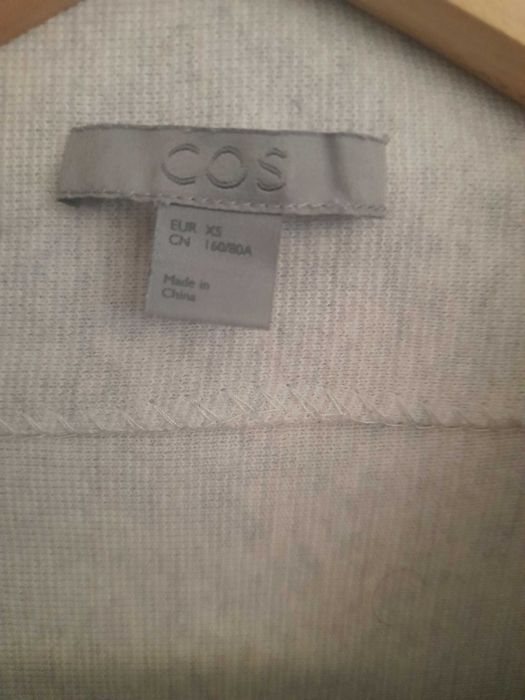 COS
EUR XS
CN 160/80A
Made in
China